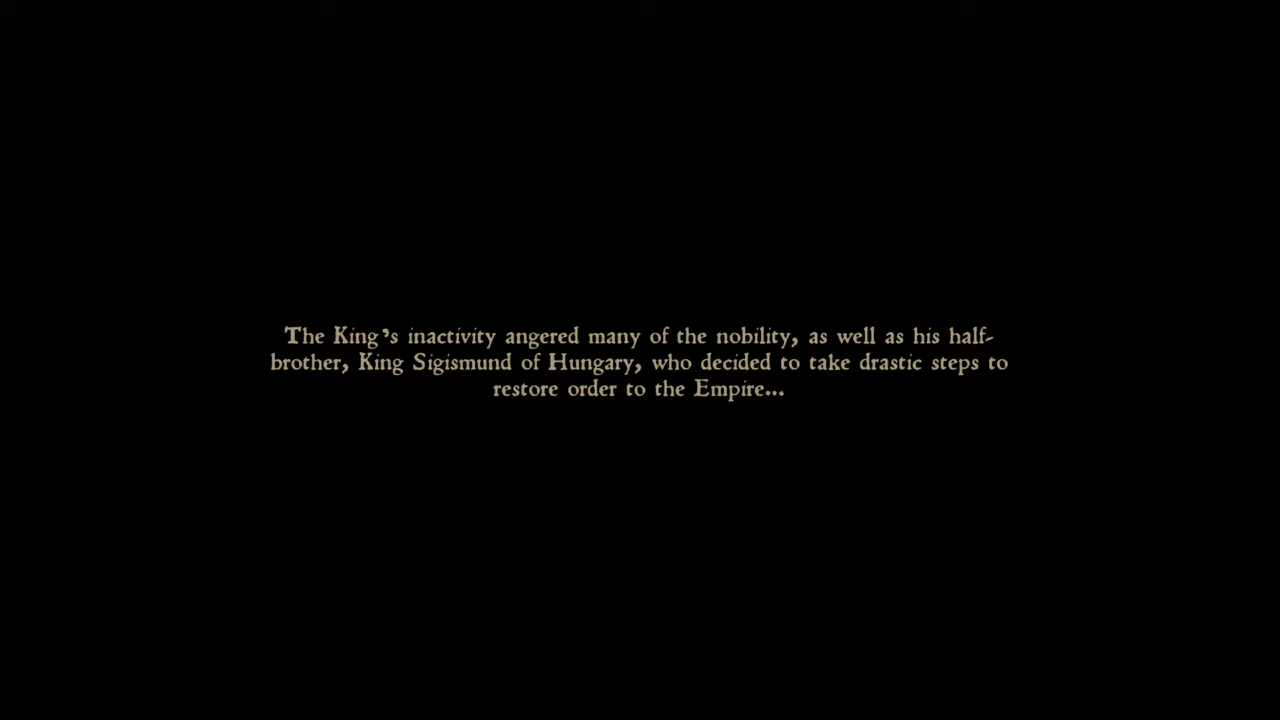 The King's inactivity angered many of the nobility, as well as his half-
brother, King Sigismund of Hungary, who decided to take drastic steps to
restore order to the Empire...